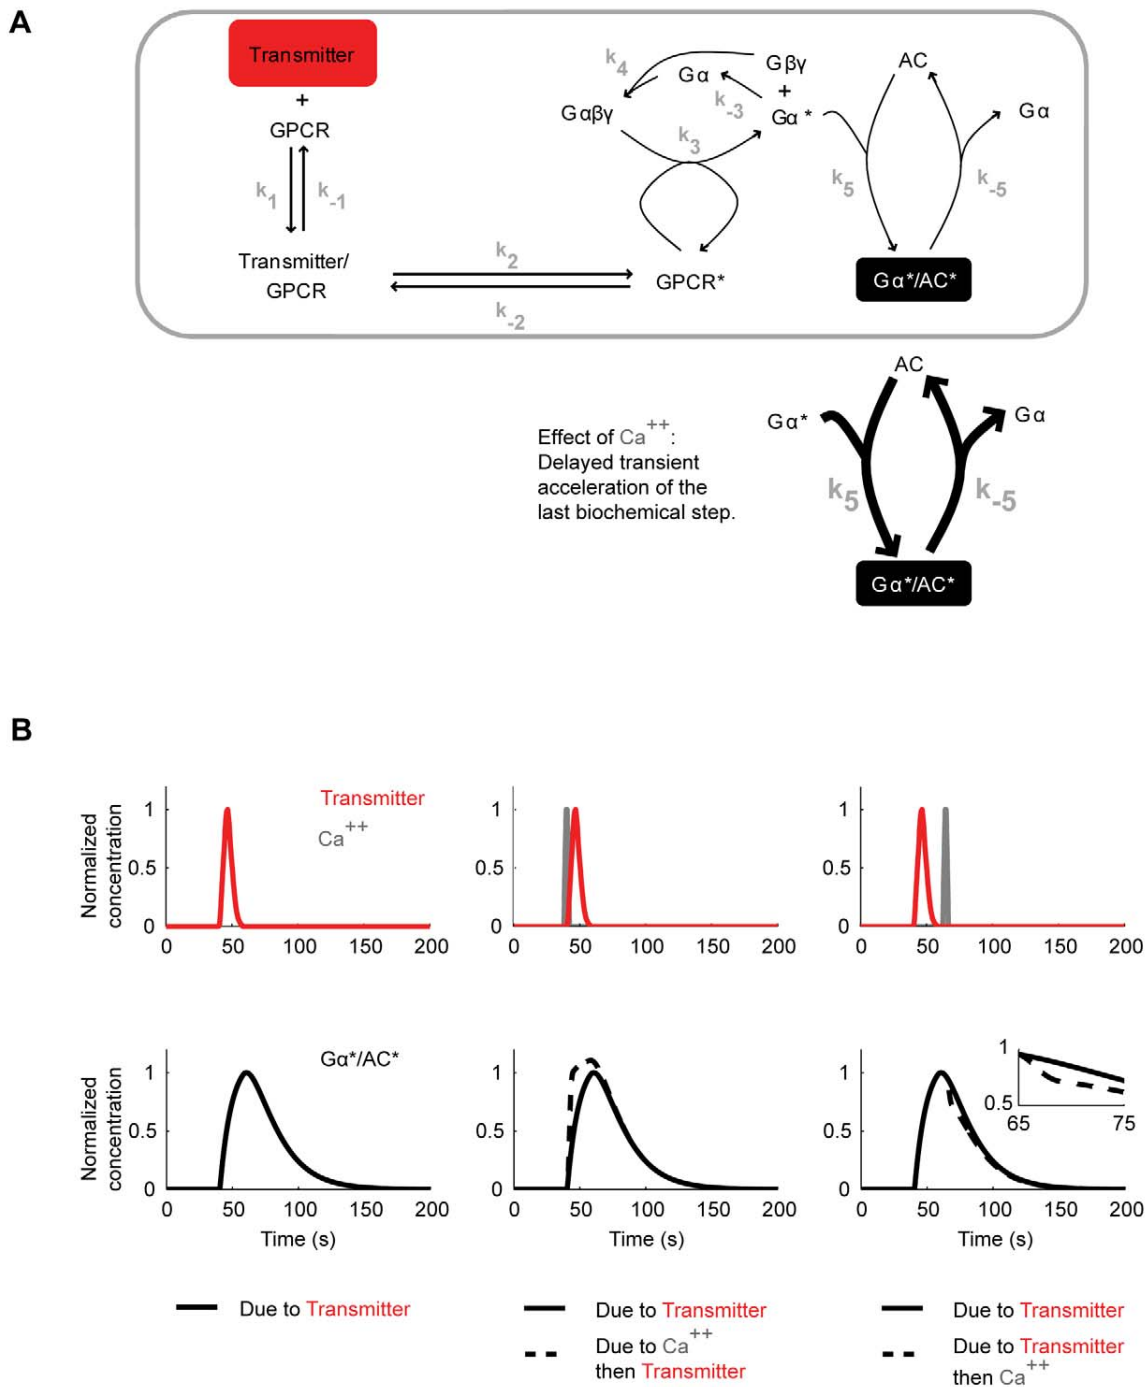 A
Transmitter
+
GPCR
k1
k-1
Transmitter/
GPCR
k2
k-2
GPCR*
k4
Gα
Gβγ
+
k-3
Gαβγ
Gα *
k3
AC
Gα
k5
k-5
Gα*/AC*
AC
Gα*
Gα
Effect of Ca++:
Delayed transient
acceleration of the
last biochemical step.
k5
k-5
Gα*/AC*
B
Normalized
concentration
1
0.5
0
0 50 100 150 200
Transmitter
Ca++
1
0.5
0
0 50 100 150 200
1
0.5
0
0 50 100 150 200
Normalized
concentration
1
0.5
0
0 50 100 150 200
Time (s)
Gα*/AC*
1
0.5
0
0 50 100 150 200
Time (s)
1
0.5
0
0 50 100 150 200
Time (s)
1
0.5
65 75
Due to Transmitter
Due to Transmitter
Due to Ca++
then Transmitter
Due to Transmitter
Due to Transmitter
then Ca++